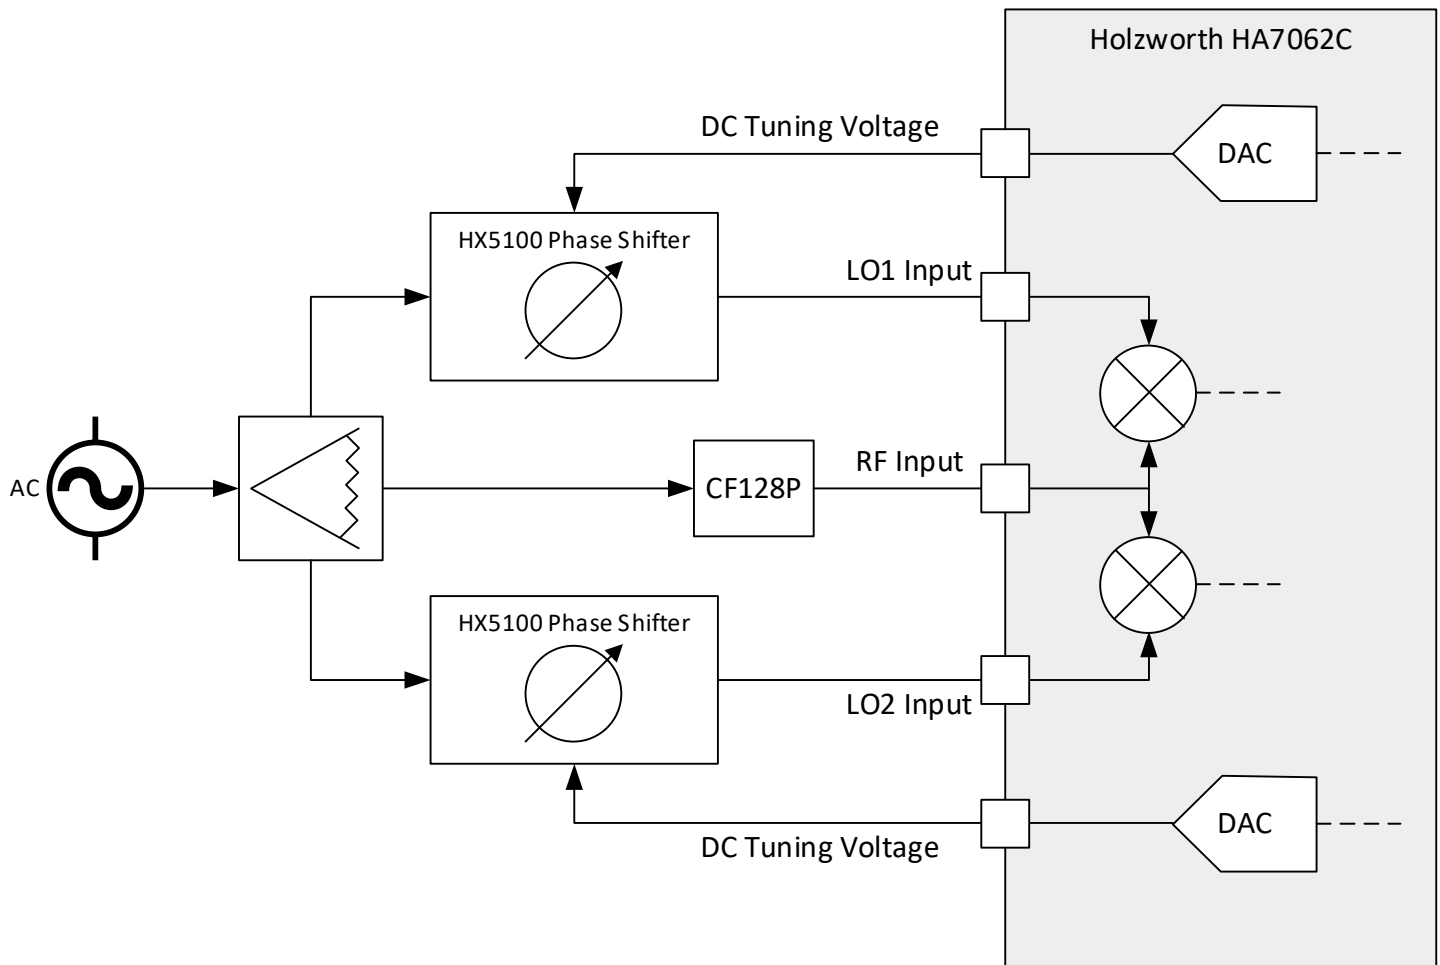 Holzworth HA7062C
DC Tuning Voltage
DAC
HX5100 Phase Shifter
LO1 Input
AC
CF128P
RF Input
HX5100 Phase Shifter
LO2 Input
DC Tuning Voltage
DAC